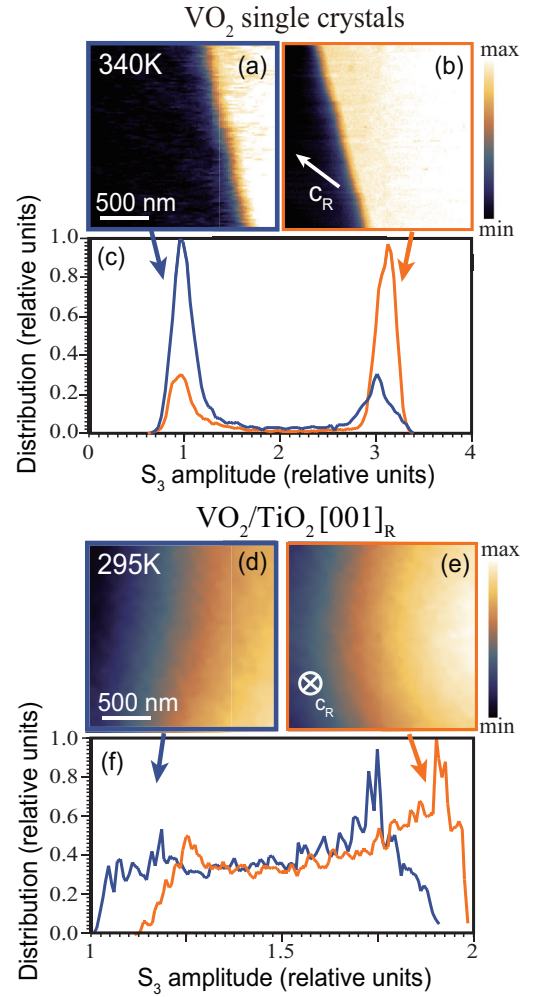 VO₂ single crystals
340K (a) (b) max
c_R
500 nm min
(c)
Distribution (relative units)
1.0
0.8
0.6
0.4
0.2
0.0
0 1 2 3 4
S₃ amplitude (relative units)
VO₂/TiO₂ [001]_R
295K (d) (e) max
c_R
500 nm min
(f)
Distribution (relative units)
1.0
0.8
0.6
0.4
0.2
0.0
1 1.5 2
S₃ amplitude (relative units)